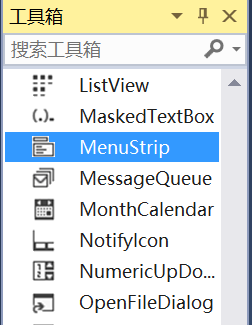 工具箱
搜索工具箱
ListView
MaskedTextBox
MenuStrip
MessageQueue
MonthCalendar
NotifyIcon
NumericUpDo...
OpenFileDialog